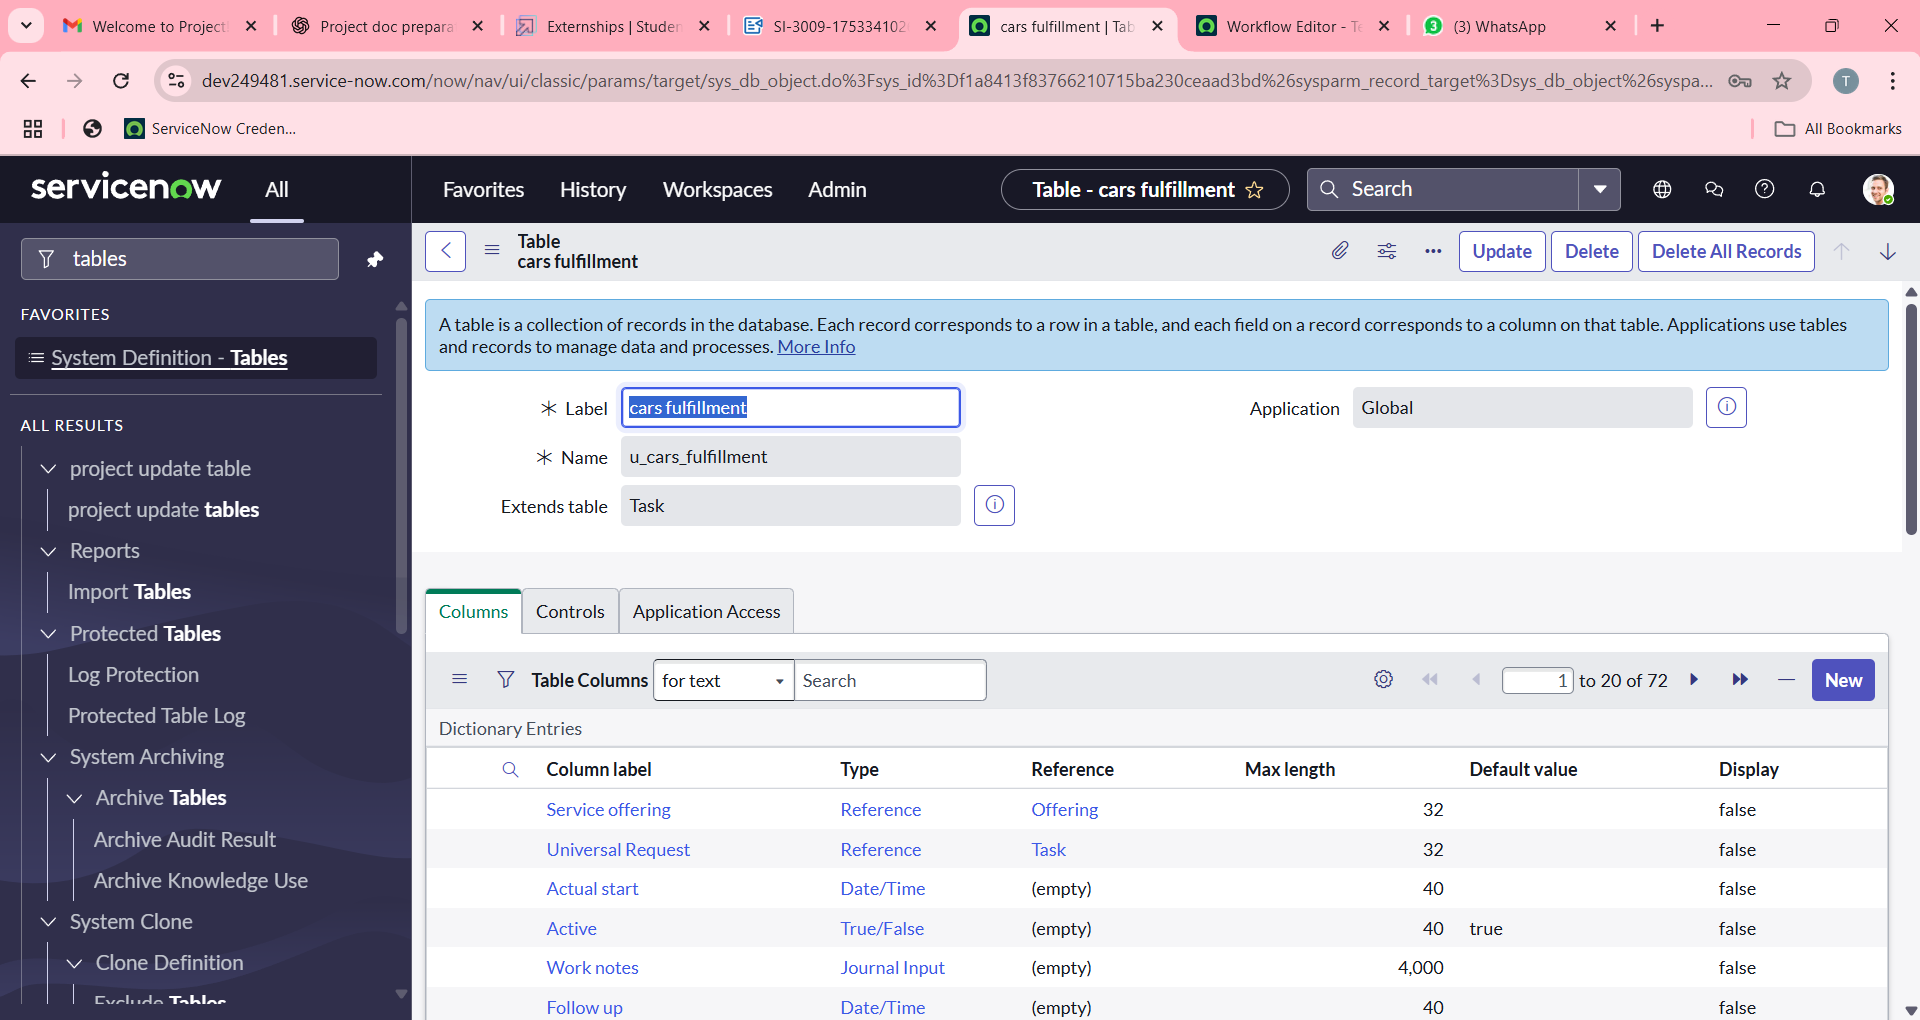 Welcome to Project
Project doc prepara
Externships | Studen
SI-3009-175334102
cars fulfillment | Tab
Workflow Editor - Te
3
(3) WhatsApp
dev249481.service-now.com/now/nav/ui/classic/params/target/sys_db_object.do%3Fsys_id%3Df1a8413f83766210715ba230ceaad3bd%26sysparm_record_target%3Dsys_db_object%26syspa...
T
ServiceNow Creden...
All Bookmarks
servicenow
All
Favorites
History
Workspaces
Admin
Table - cars fulfillment
Search
tables
FAVORITES
System Definition - Tables
ALL RESULTS
project update table
project update tables
Reports
Import Tables
Protected Tables
Log Protection
Protected Table Log
System Archiving
Archive Tables
Archive Audit Result
Archive Knowledge Use
System Clone
Clone Definition
Exclude Tables
Table
cars fulfillment
Update
Delete
Delete All Records
A table is a collection of records in the database. Each record corresponds to a row in a table, and each field on a record corresponds to a column on that table. Applications use tables
and records to manage data and processes. More Info
Label
cars fulfillment
Application
Global
Name
u_cars_fulfillment
Extends table
Task
Columns
Controls
Application Access
Table Columns
for text
Search
1 to 20 of 72
New
Dictionary Entries
Column label Type Reference Max length Default value Display
Service offering Reference Offering 32 false
Universal Request Reference Task 32 false
Actual start Date/Time (empty) 40 false
Active True/False (empty) 40 true false
Work notes Journal Input (empty) 4,000 false
Follow up Date/Time (empty) 40 false